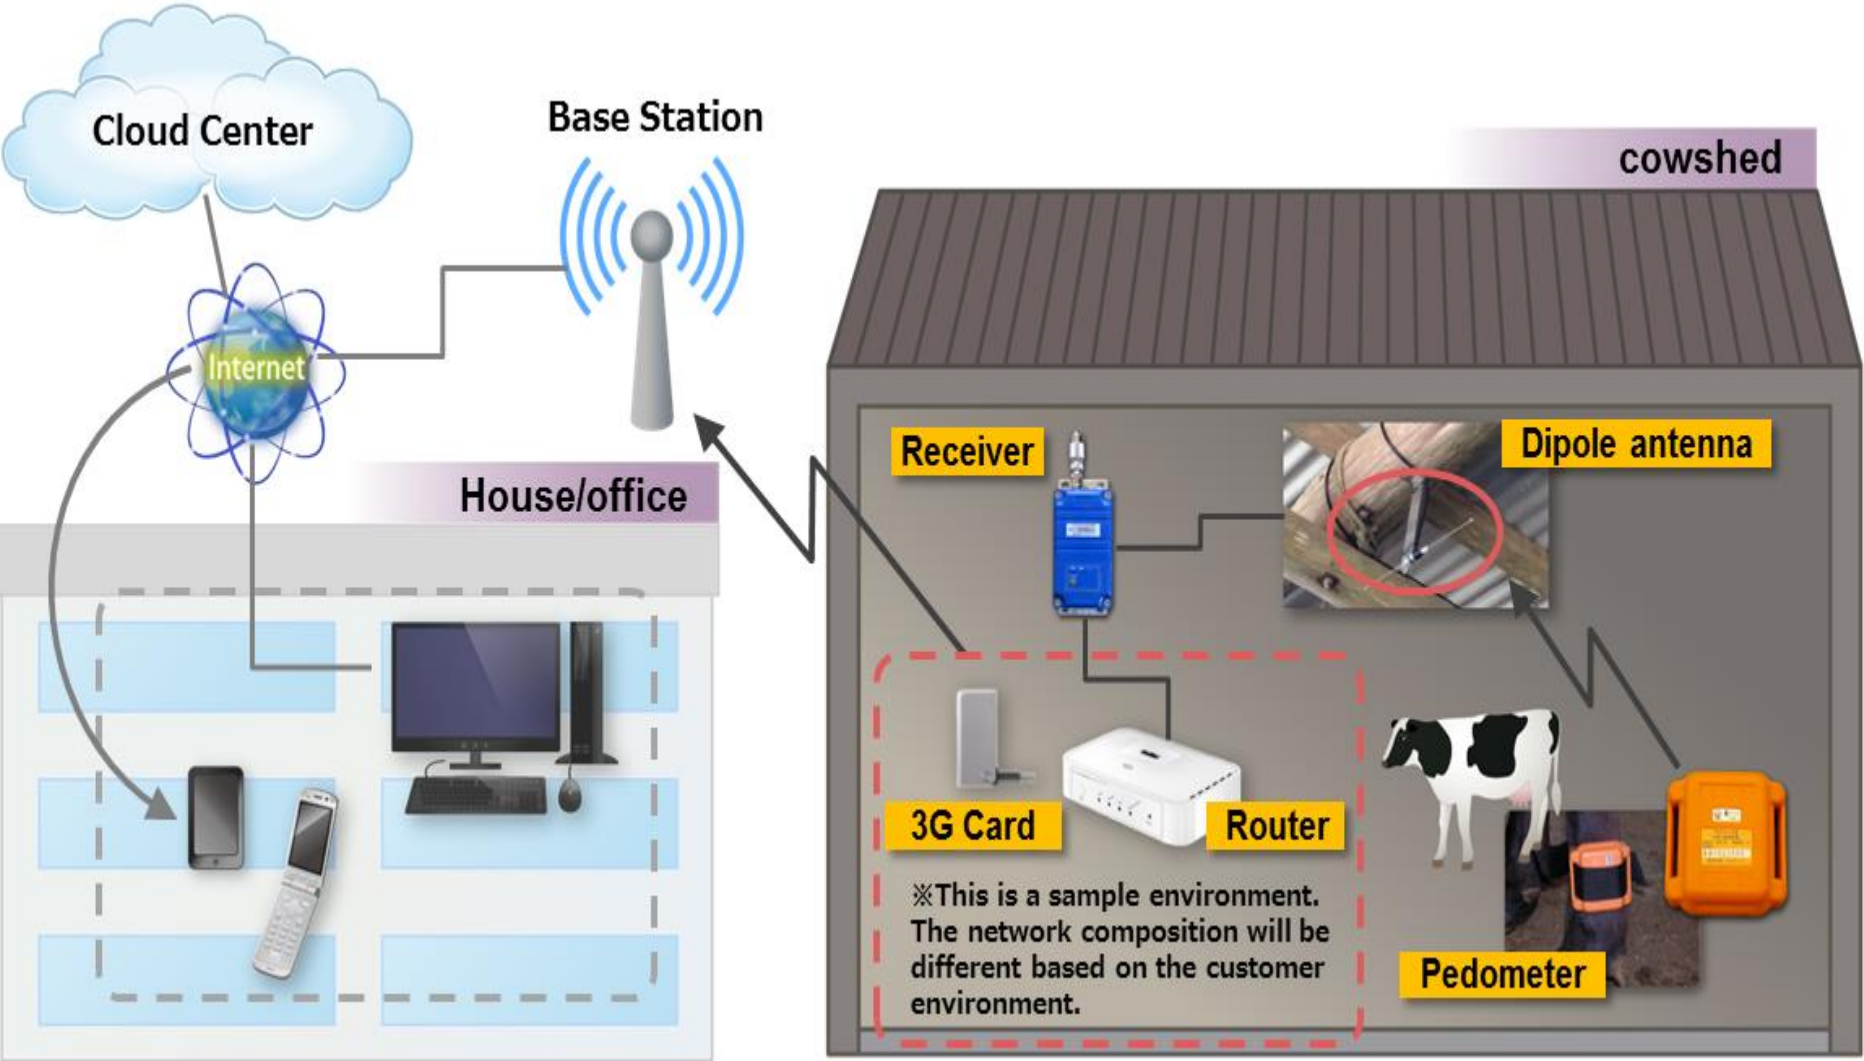 Cloud Center
Base Station
cowshed
Internet
House/office
Receiver
Dipole antenna
3G Card
Router
※This is a sample environment.
The network composition will be
different based on the customer
environment.
Pedometer